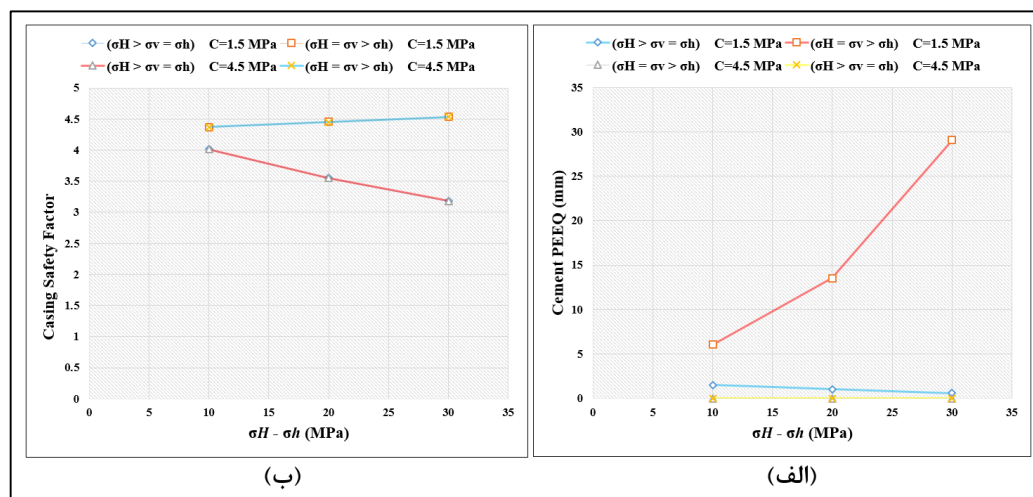 (σH > σv = σh) C=1.5 MPa (σH = σv > σh) C=1.5 MPa
(σH = σv > σh) C=4.5 MPa (σH > σv = σh) C=4.5 MPa
35
30
25
20
15
10
5
0
Cement PEEQ (mm)
0 5 10 15 20 25 30 35
σH - σh (MPa)
(الف)
(σH > σv = σh) C=1.5 MPa (σH = σv > σh) C=1.5 MPa
(σH > σv = σh) C=4.5 MPa (σH = σv > σh) C=4.5 MPa
5
4.5
4
3.5
3
2.5
2
1.5
1
0.5
0
Casing Safety Factor
0 5 10 15 20 25 30 35
σH - σh (MPa)
(ب)